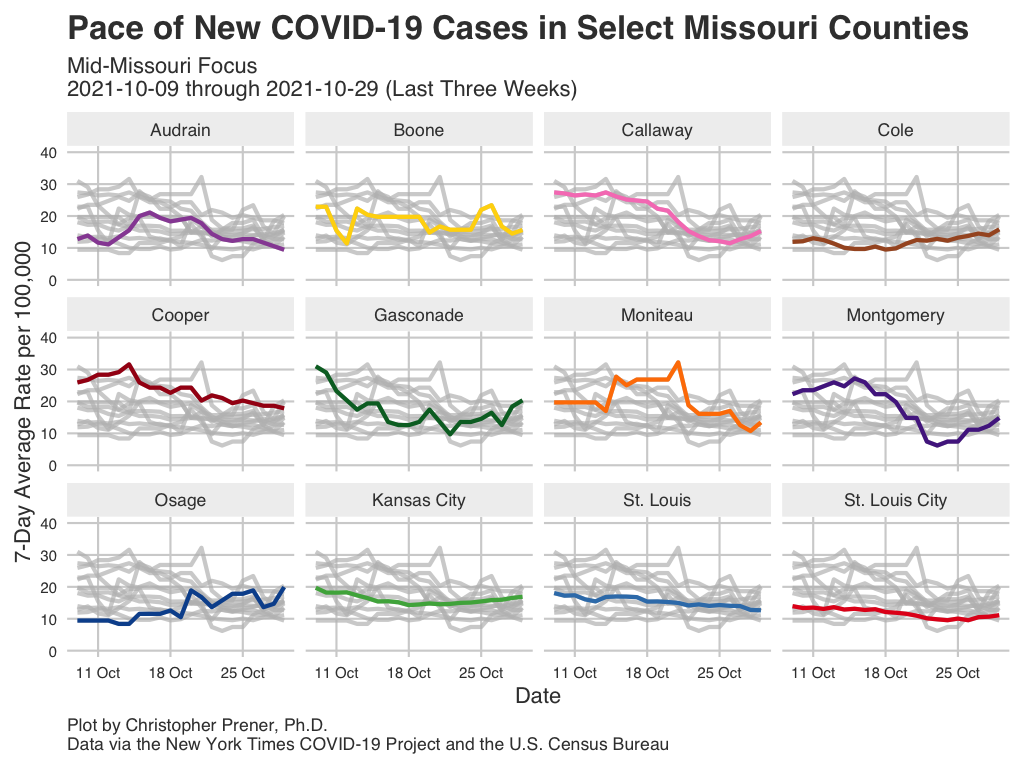 Pace of New COVID-19 Cases in Select Missouri Counties
Mid-Missouri Focus
2021-10-09 through 2021-10-29 (Last Three Weeks)
7-Day Average Rate per 100,000
Audrain
Boone
Callaway
Cole
40
30
20
10
0
Cooper
Gasconade
Moniteau
Montgomery
40
30
20
10
0
Osage
Kansas City
St. Louis
St. Louis City
40
30
20
10
0
11 Oct 18 Oct 25 Oct
11 Oct 18 Oct 25 Oct
11 Oct 18 Oct 25 Oct
11 Oct 18 Oct 25 Oct
Date
Plot by Christopher Prener, Ph.D.
Data via the New York Times COVID-19 Project and the U.S. Census Bureau